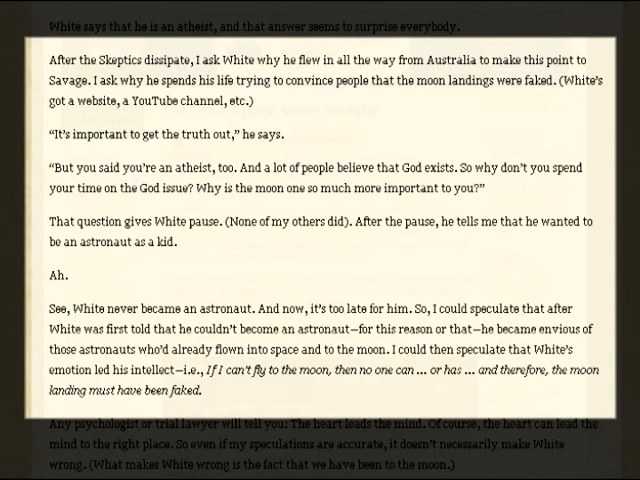 White says that he is an atheist, and that answer seems to surprise everybody.
After the Skeptics dissipate, I ask White why he flew in all the way from Australia to make this point to
Savage. I ask why he spends his life trying to convince people that the moon landings were faked. (White's
got a website, a YouTube channel, etc.)
“It's important to get the truth out,” he says.
“But you said you're an atheist, too. And a lot of people believe that God exists. So why don't you spend
your time on the God issue? Why is the moon one so much more important to you?”
That question gives White pause. (None of my others did). After the pause, he tells me that he wanted to
be an astronaut as a kid.
Ah.
See, White never became an astronaut. And now, it's too late for him. So, I could speculate that after
White was first told that he couldn't become an astronaut—for this reason or that—he became envious of
those astronauts who'd already flown into space and to the moon. I could then speculate that White's
emotion led his intellect—i.e., If I can't fly to the moon, then no one can ... or has ... and therefore, the moon
landing must have been faked.
Any psychologist or trial lawyer will tell you: The heart leads the mind. Of course, the heart can lead the
mind to the right place. So even if my speculations are accurate, it doesn't necessarily make White
wrong. (What makes White wrong is the fact that we have been to the moon.)